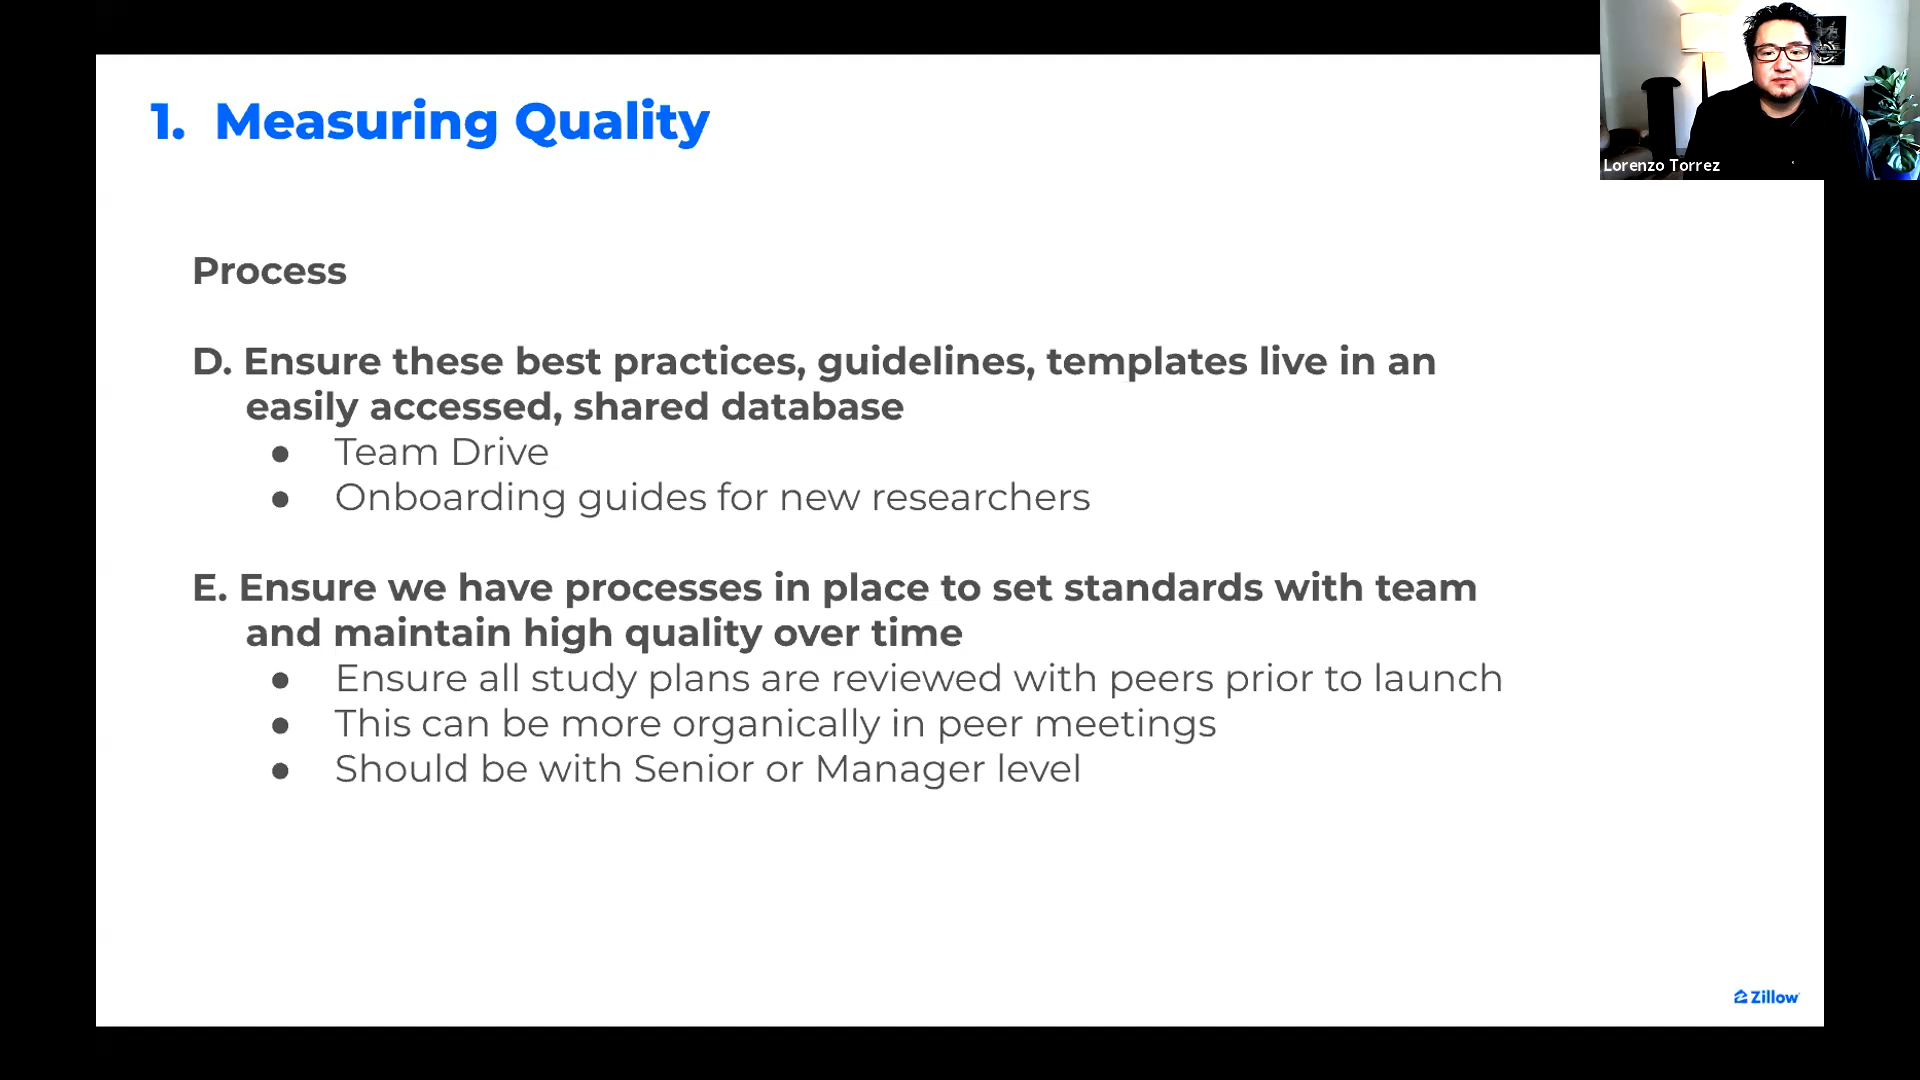 1. Measuring Quality
Lorenzo Torrez
Process
D. Ensure these best practices, guidelines, templates live in an
easily accessed, shared database
● Team Drive
● Onboarding guides for new researchers
E. Ensure we have processes in place to set standards with team
and maintain high quality over time
● Ensure all study plans are reviewed with peers prior to launch
● This can be more organically in peer meetings
● Should be with Senior or Manager level
Zillow